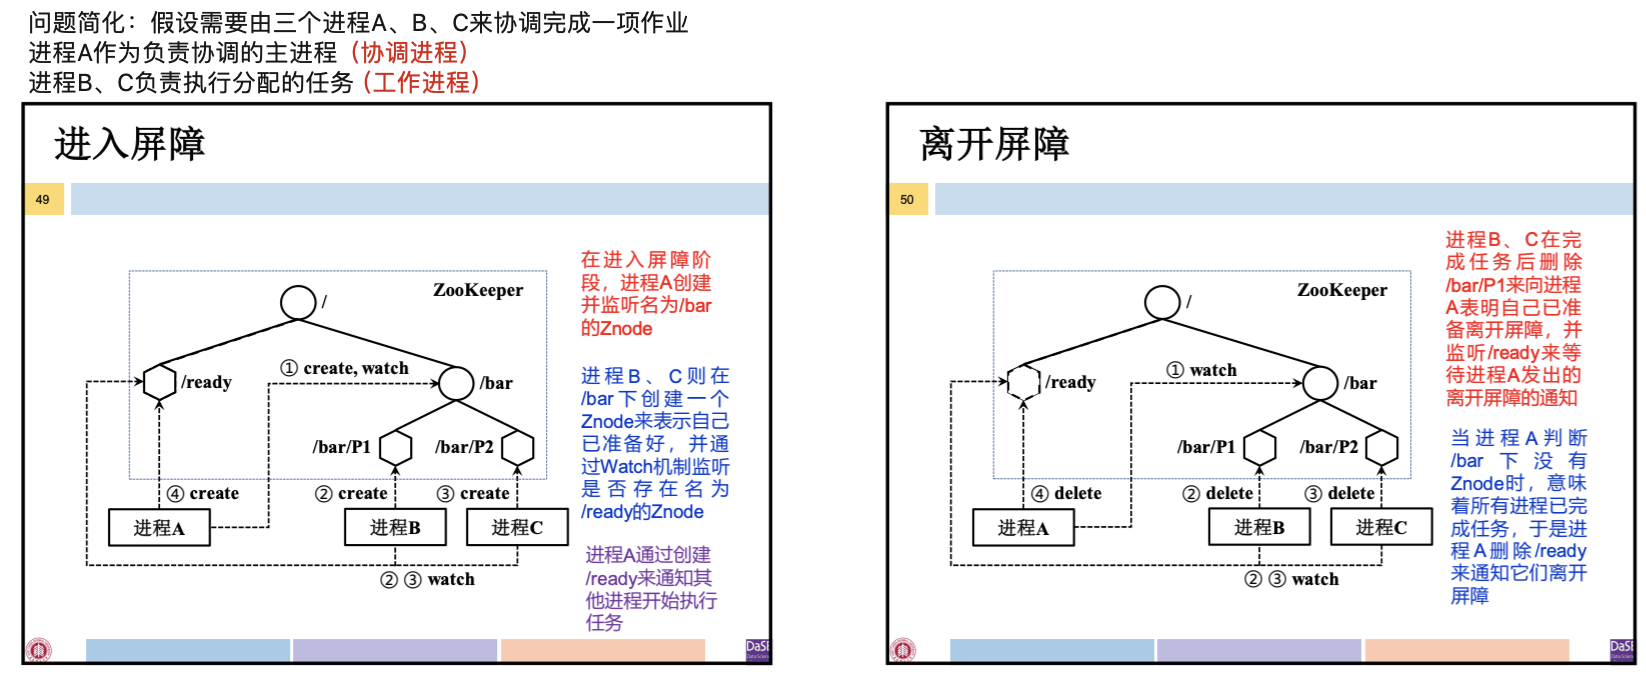 问题简化：假设需要由三个进程A、B、C来协调完成一项作业
进程A作为负责协调的主进程（协调进程）
进程B、C负责执行分配的任务（工作进程）
进入屏障
49
ZooKeeper
/
① create, watch
/ready
/bar
/bar/P1
/bar/P2
④ create
② create
③ create
进程A
进程B
进程C
② ③ watch
在进入屏障阶
段，进程A创建
并监听名为/bar
的Znode
进程B、C则在
/bar下创建一个
Znode来表示自己
已准备好，并通
过Watch机制监听
是否存在名为
/ready的Znode
进程A通过创建
/ready来通知其
他进程开始执行
任务
DaSE
离开屏障
50
ZooKeeper
/
① watch
/ready
/bar
/bar/P1
/bar/P2
④ delete
② delete
③ delete
进程A
进程B
进程C
② ③ watch
进程B、C在完
成任务后删除
/bar/P1来向进程
A表明自己已准
备离开屏障，并
监听/ready来等
待进程A发出的
离开屏障的通知
当进程A判断
/bar下没有
Znode时，意味
着所有进程已完
成任务，于是进
程A删除/ready
来通知它们离开
屏障
DaSE